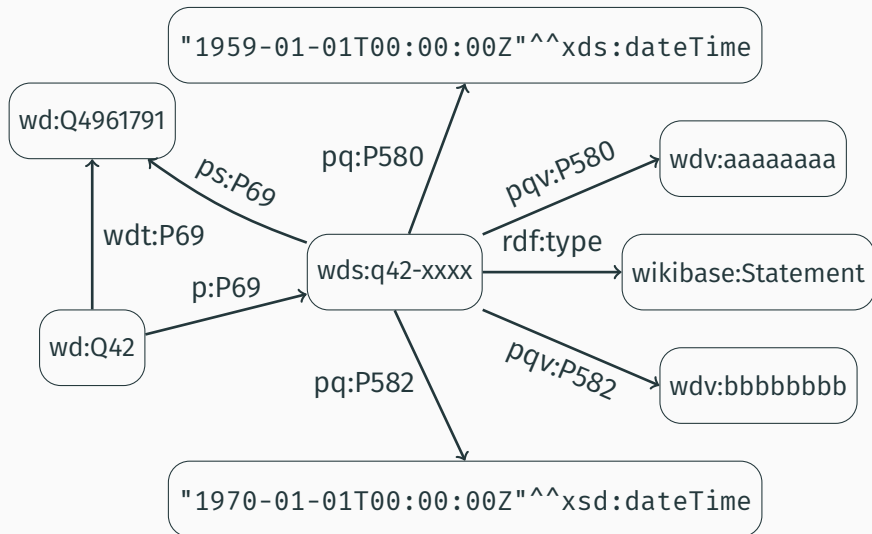 "1959-01-01T00:00:00Z"^^xds:dateTime
wd:Q4961791
ps:P69
pq:P580
pqv:P580
wdv:aaaaaaaa
wdt:P69
rdf:type
p:P69
wds:q42-xxxx
wikibase:Statement
wd:Q42
pq:P582
pqv:P582
wdv:bbbbbbbb
"1970-01-01T00:00:00Z"^^xsd:dateTime